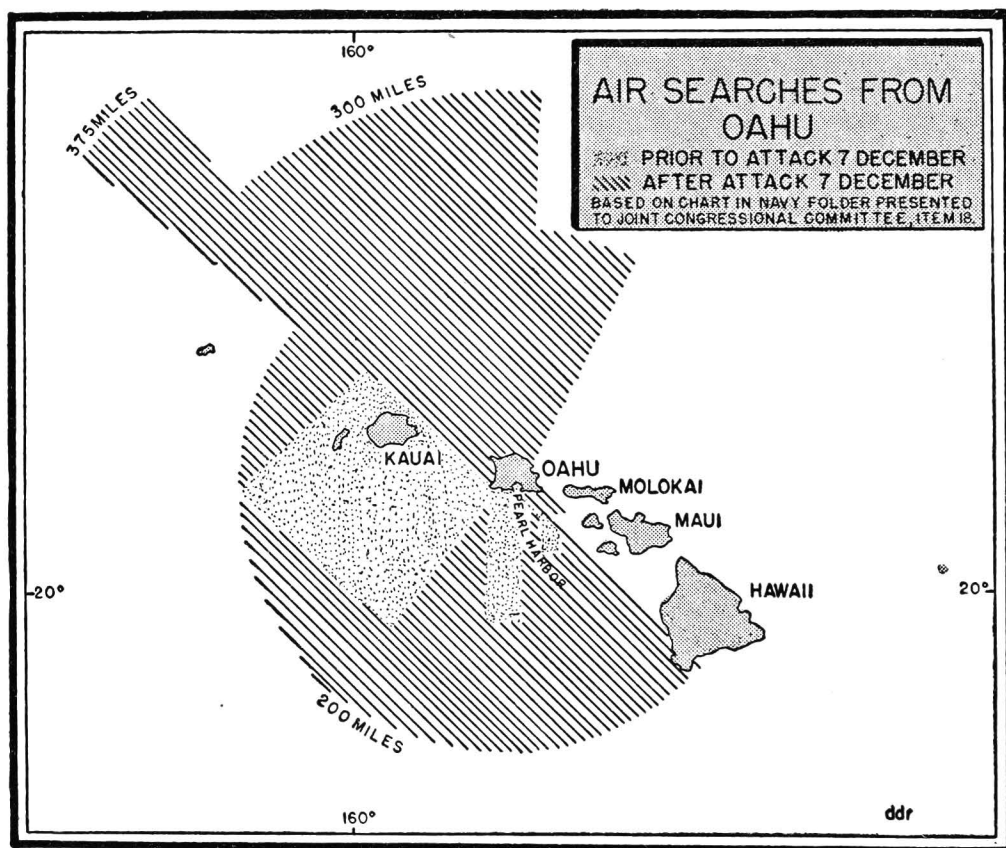 160°
375 MILES
300 MILES
AIR SEARCHES FROM
OAHU
PRIOR TO ATTACK 7 DECEMBER
AFTER ATTACK 7 DECEMBER
BASED ON CHART IN NAVY FOLDER PRESENTED
TO JOINT CONGRESSIONAL COMMITTEE, ITEM 18.
KAUAI
OAHU
MOLOKAI
PEARL HARBOR
MAUI
HAWAII
20°
20°
200 MILES
160°
ddr